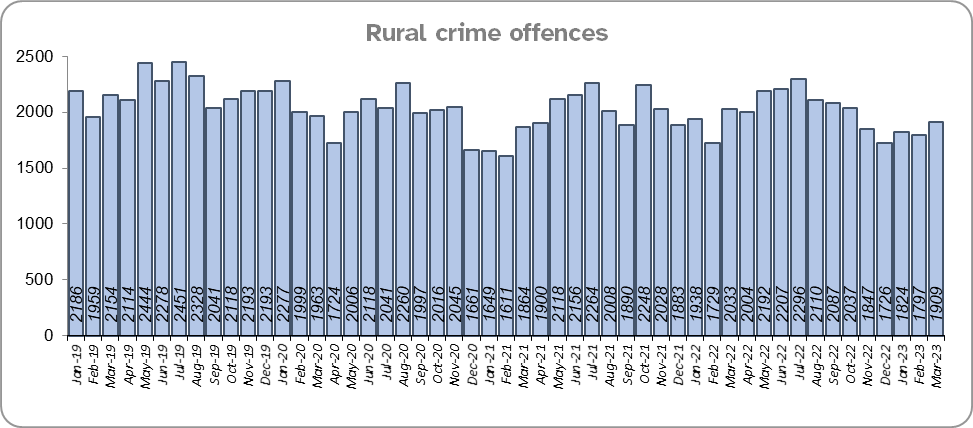 Rural crime offences
2500
2000
1500
1000
500
0
2186 1959 2154 2114 2444 2278 2451 2328 2041 2118 2193 2193 2277 1999 1963 1724 2006 2118 2041 2260 1997 2016 2045 1661 1649 1611 1864 1900 2118 2156 2264 2008 1890 2248 2028 1883 1938 1729 2033 2004 2192 2207 2296 2110 2087 2037 1847 1726 1824 1797 1909
Jan-19 Feb-19 Mar-19 Apr-19 May-19 Jun-19 Jul-19 Aug-19 Sep-19 Oct-19 Nov-19 Dec-19 Jan-20 Feb-20 Mar-20 Apr-20 May-20 Jun-20 Jul-20 Aug-20 Sep-20 Oct-20 Nov-20 Dec-20 Jan-21 Feb-21 Mar-21 Apr-21 May-21 Jun-21 Jul-21 Aug-21 Sep-21 Oct-21 Nov-21 Dec-21 Jan-22 Feb-22 Mar-22 Apr-22 May-22 Jun-22 Jul-22 Aug-22 Sep-22 Oct-22 Nov-22 Dec-22 Jan-23 Feb-23 Mar-23